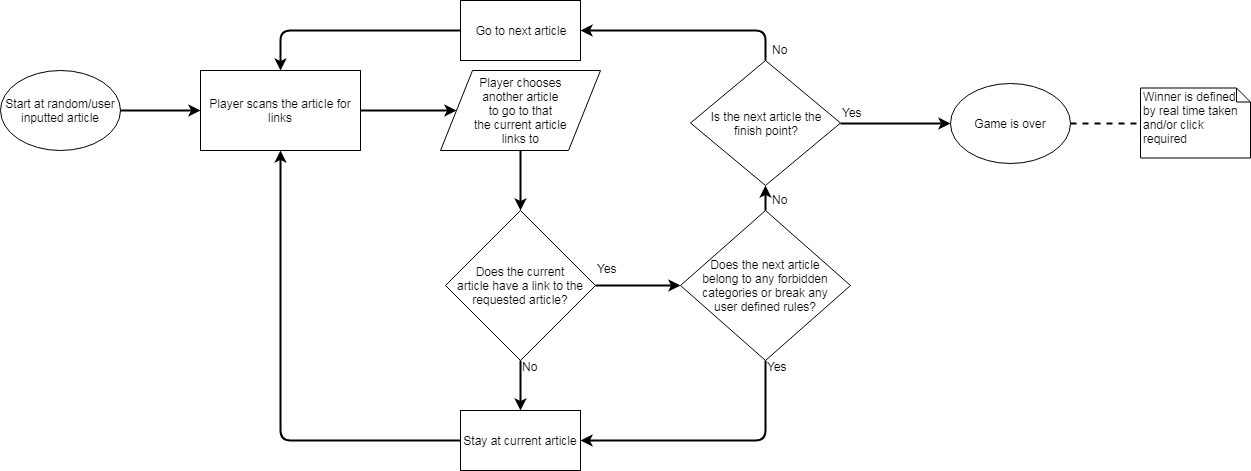 Go to next article
No
Start at random/user
inputted article
Player scans the article for
links
Player chooses
another article
to go to that
the current article
links to
Is the next article the
finish point?
Yes
Game is over
Winner is defined
by real time taken
and/or click
required
No
Does the current
article have a link to the
requested article?
Yes
Does the next article
belong to any forbidden
categories or break any
user defined rules?
No
Yes
Stay at current article